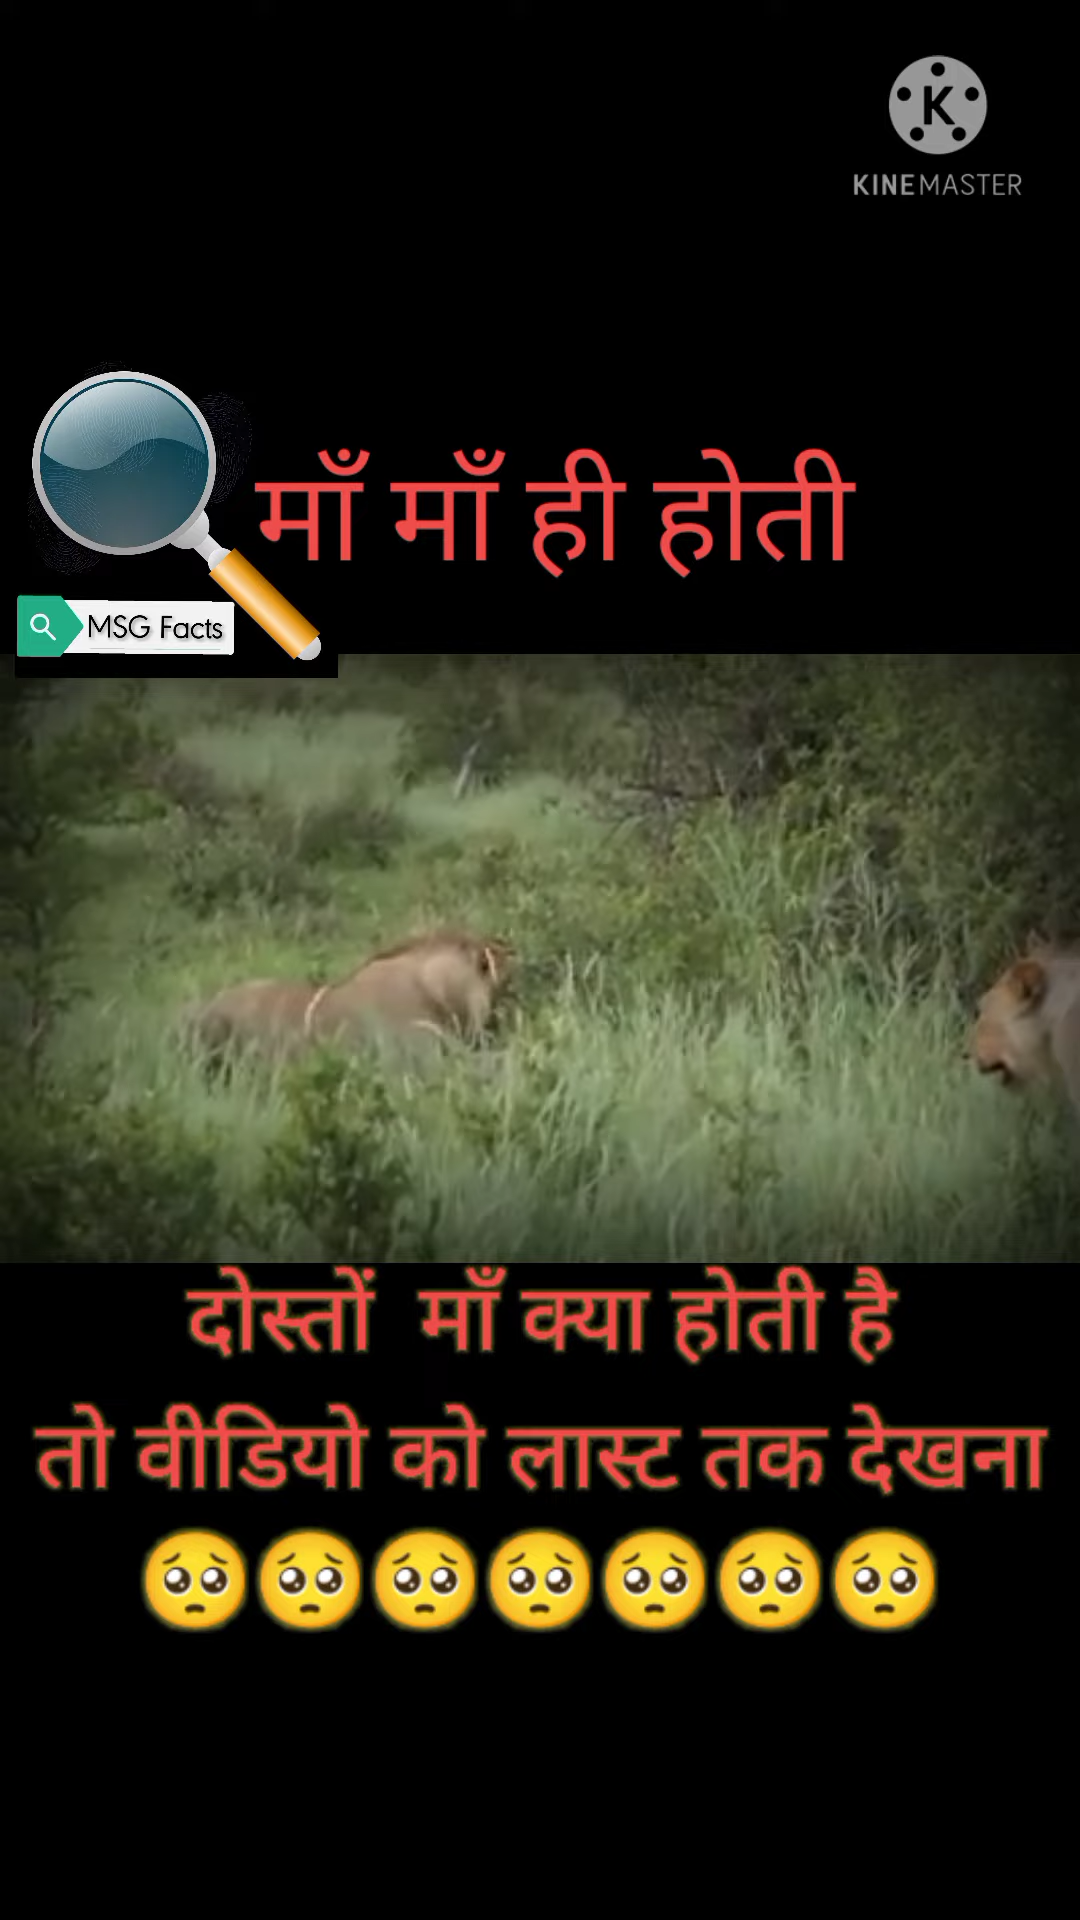 K
KINEMASTER
माँ माँ ही होती
MSG Facts
दोस्तों माँ क्या होती है
तो वीडियो को लास्ट तक देखना